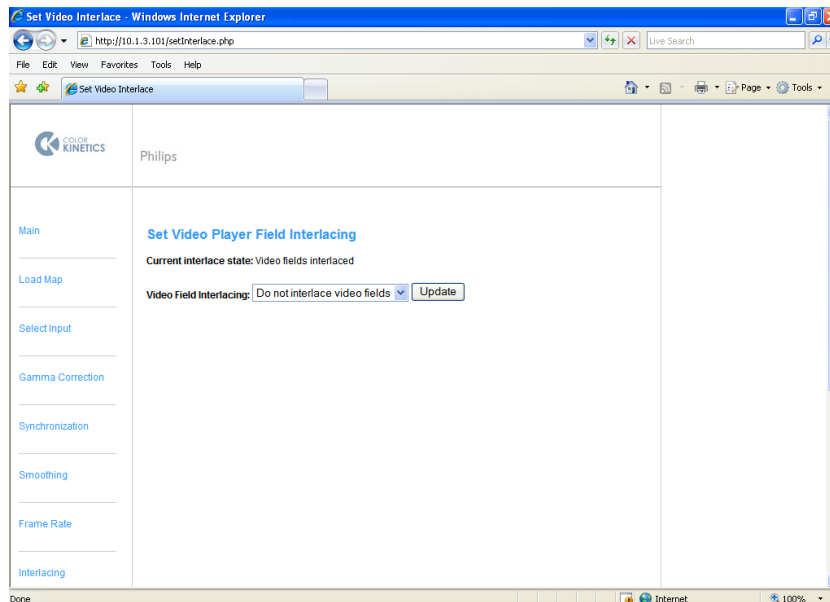 Set Video Interlace - Windows Internet Explorer
http://10.1.3.101/setInterlace.php
Live Search
File Edit View Favorites Tools Help
Set Video Interlace
Page Tools
COLOR
KINETICS
Philips
Main
Set Video Player Field Interlacing
Current interlace state: Video fields interlaced
Load Map
Video Field Interlacing: Do not interlace video fields Update
Select Input
Gamma Correction
Synchronization
Smoothing
Frame Rate
Interlacing
Done Internet 100%